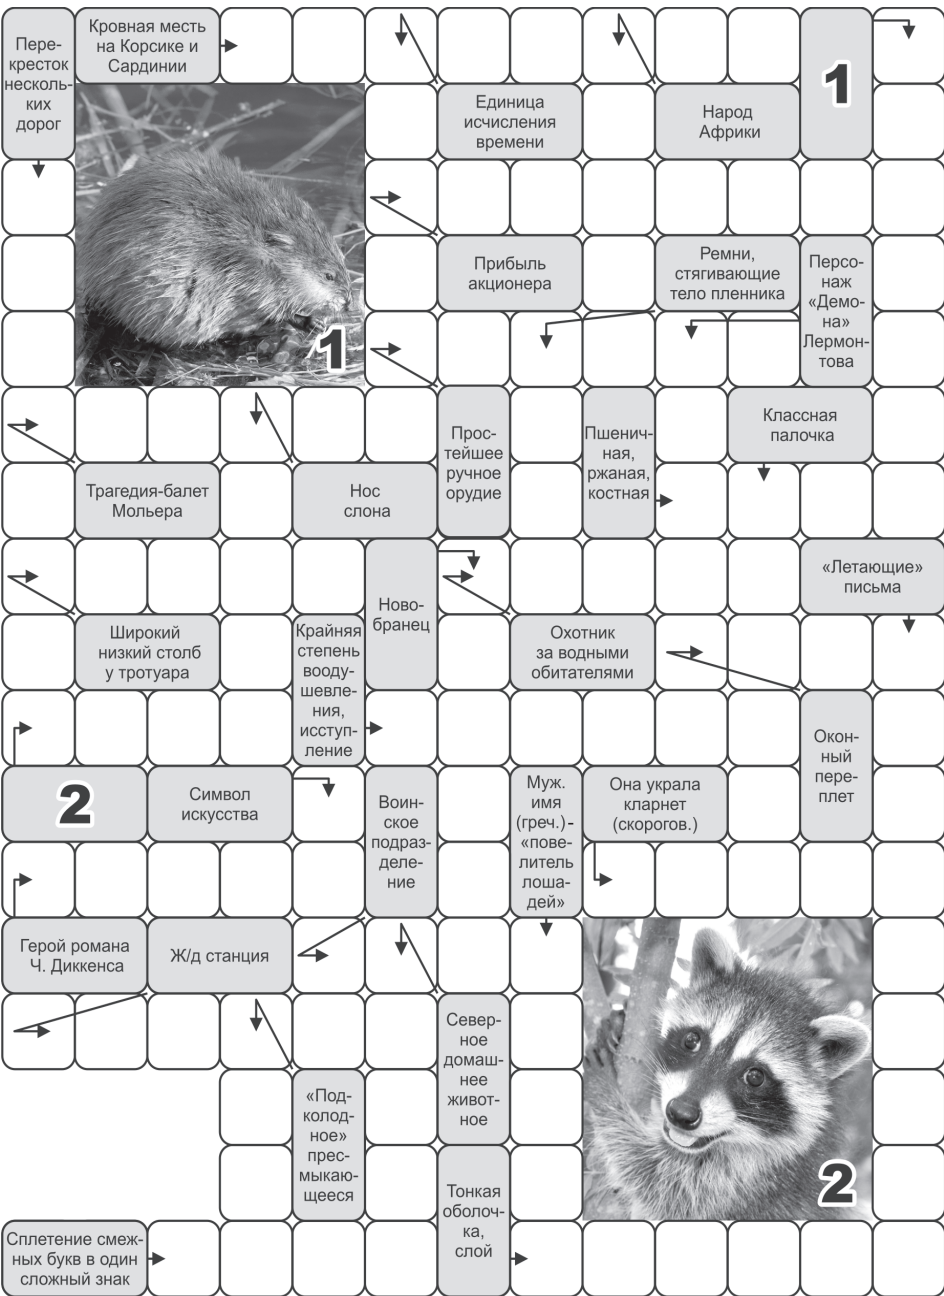 Пере-
кресток
несколь-
ких
дорог
Кровная месть
на Корсике и
Сардинии
1
Единица
исчисления
времени
Народ
Африки
1
Прибыль
акционера
Ремни,
стягивающие
тело пленника
Персо-
наж
«Демо-
на»
Лермон-
това
Классная
палочка
Прос-
тейшее
ручное
орудие
Пшенич-
ная,
ржаная,
костная
Трагедия-балет
Мольера
Нос
слона
Ново-
бранец
«Летающие»
письма
Широкий
низкий столб
у тротуара
Крайняя
степень
вооду-
шевле-
ния,
исступ-
ление
Охотник
за водными
обитателями
Окон-
ный
пере-
плет
2
Символ
искусства
Воин-
ское
подраз-
деле-
ние
Муж.
имя
(греч.)-
«пове-
литель
лоша-
дей»
Она украла
кларнет
(скорогов.)
Герой романа
Ч. Диккенса
Ж/д станция
Север-
ное
домаш-
нее
живот-
ное
«Под-
колод-
ное»
прес-
мыкаю-
щееся
2
Тонкая
оболоч-
ка,
слой
Сплетение смеж-
ных букв в один
сложный знак